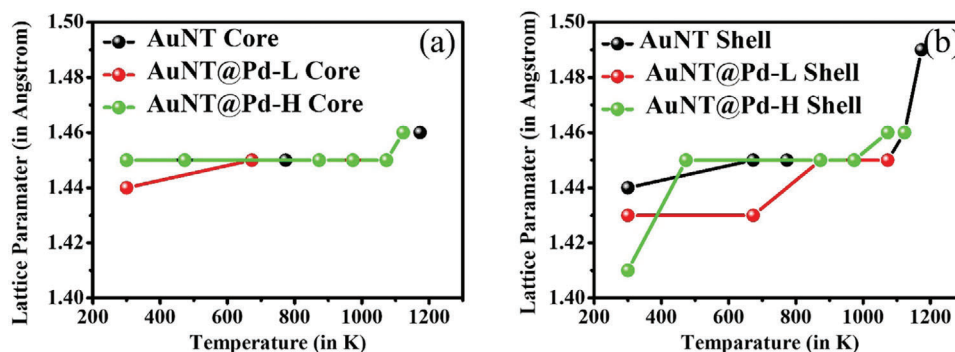 Lattice Paramater (in Angstrom)
1.50
1.48
1.46
1.44
1.42
1.40
AuNT Core
AuNT@Pd-L Core
AuNT@Pd-H Core
(a)
200 400 600 800 1000 1200
Temperature (in K)
Lattice Paramater (in Angstrom)
1.50
1.48
1.46
1.44
1.42
1.40
AuNT Shell
AuNT@Pd-L Shell
AuNT@Pd-H Shell
(b)
200 400 600 800 1000 1200
Temparature (in K)